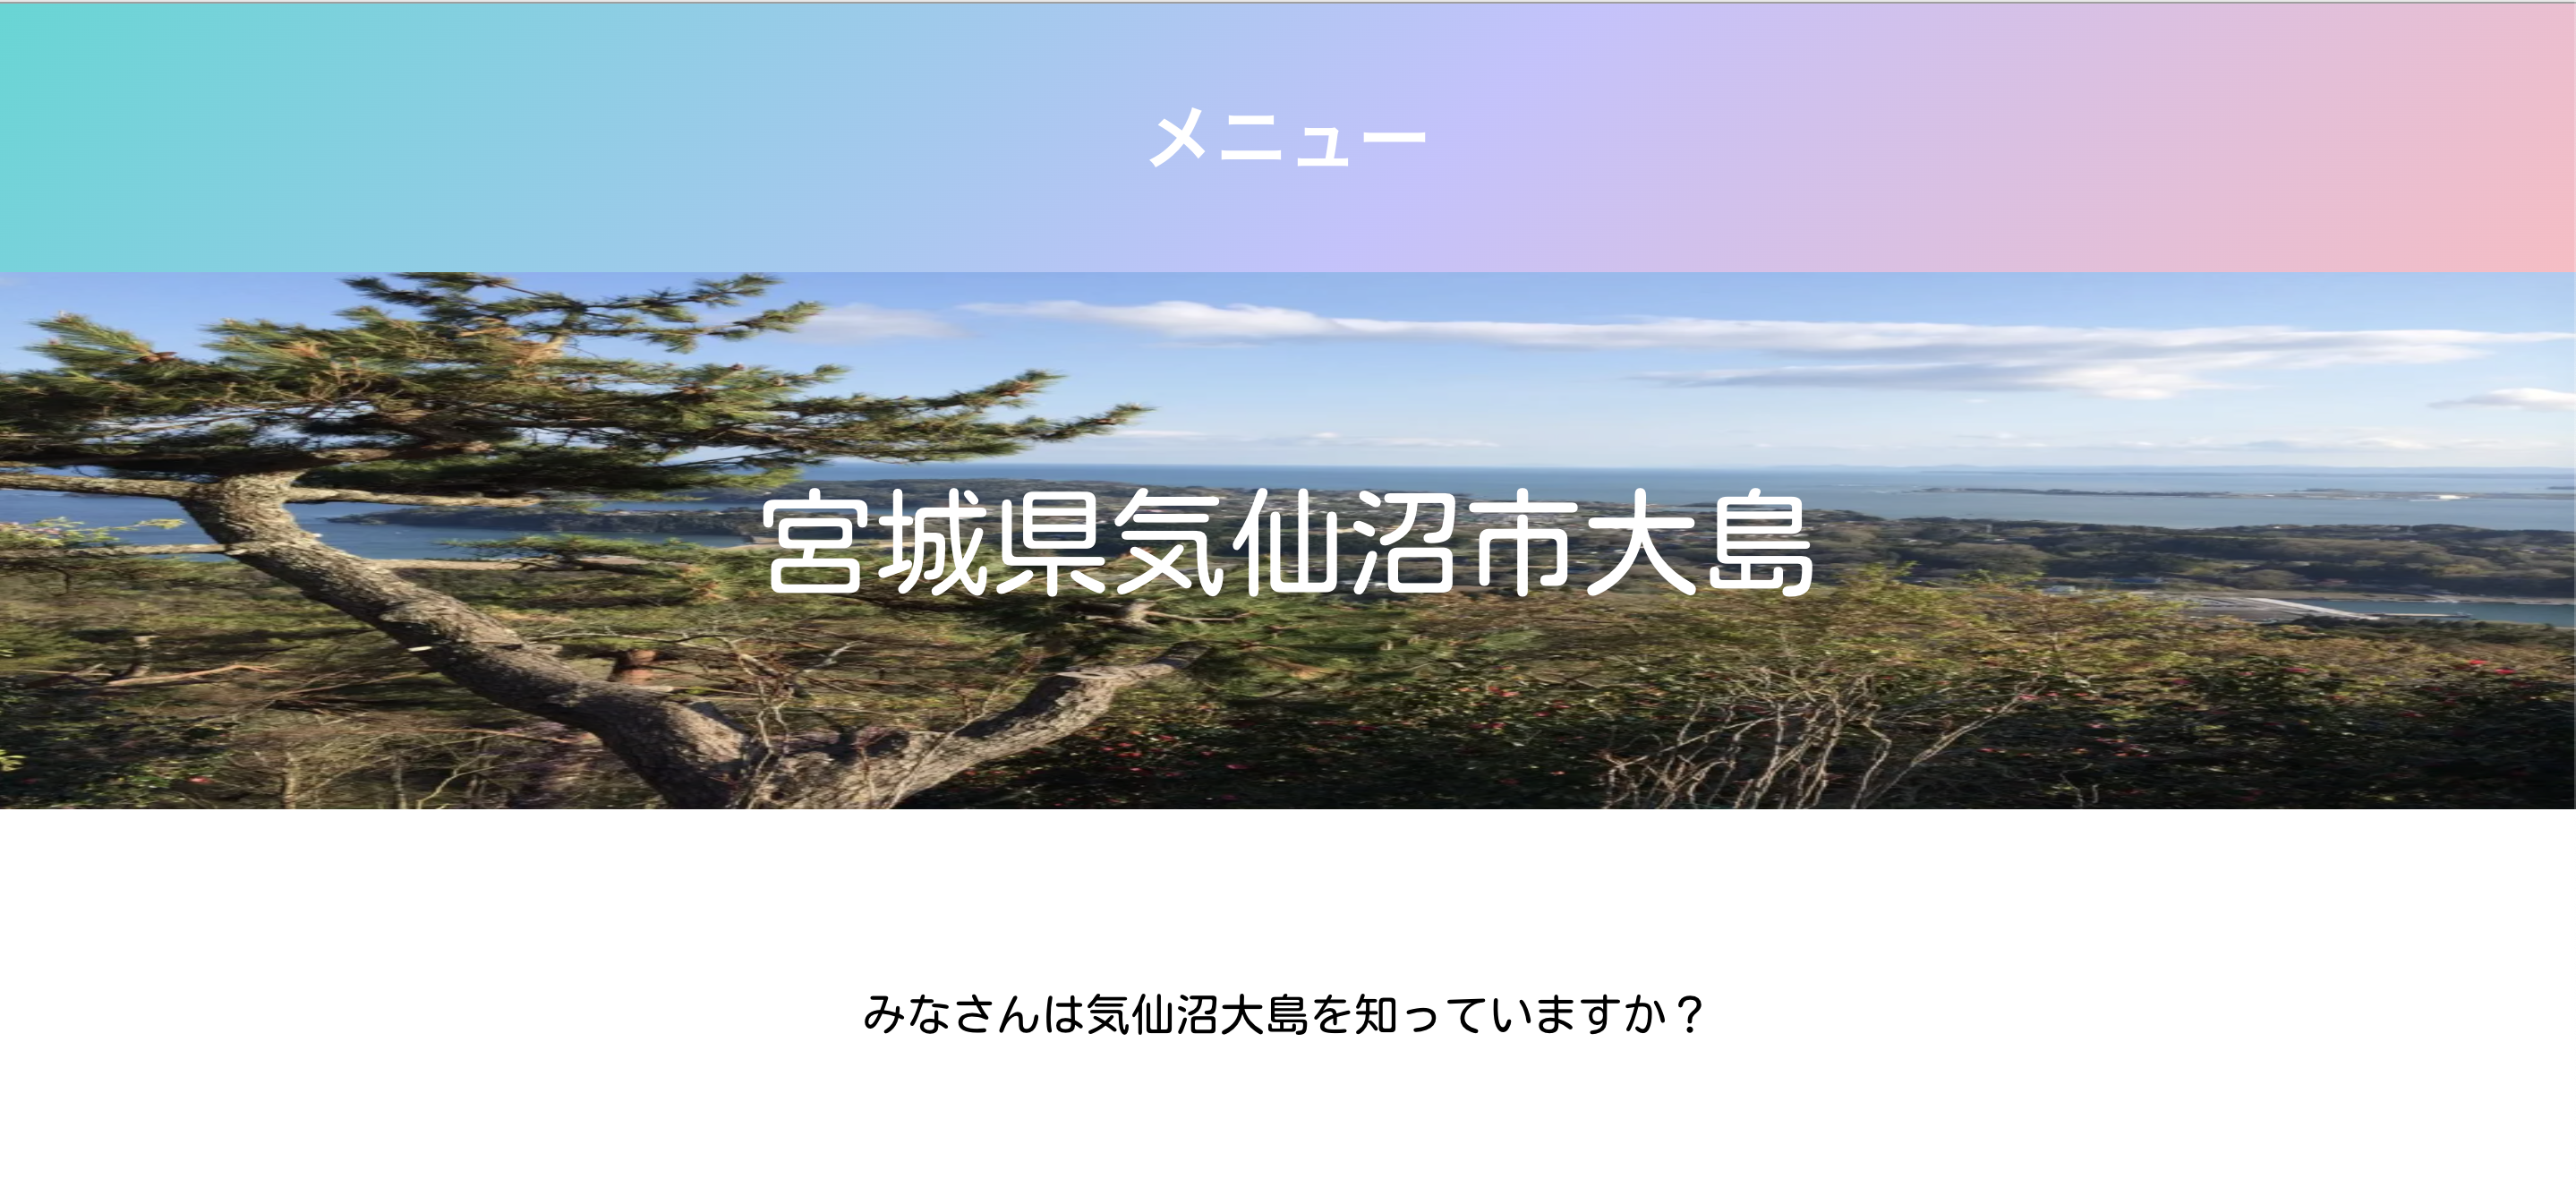 メニュー
宮城県気仙沼市大島
みなさんは気仙沼大島を知っていますか？